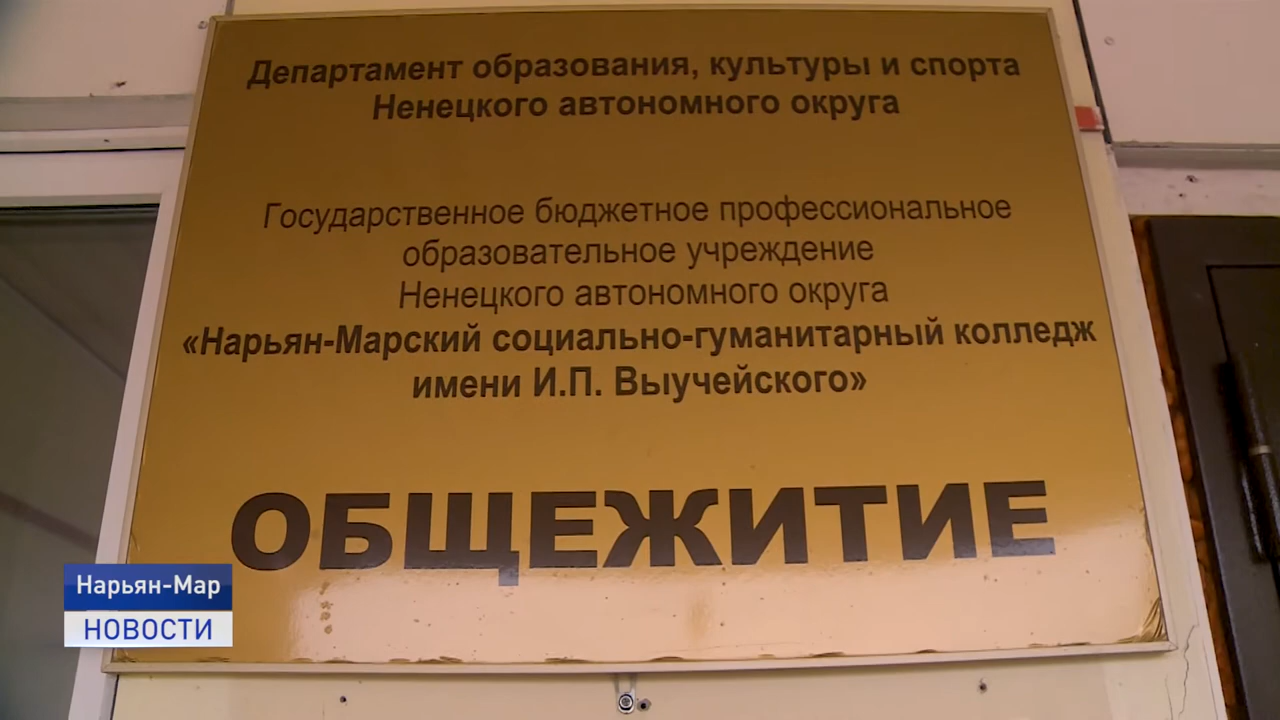 Департамент образования, культуры и спорта
Ненецкого автономного округа
Государственное бюджетное профессиональное
образовательное учреждение
Ненецкого автономного округа
«Нарьян-Марский социально-гуманитарный колледж
имени И.П. Выучейского»
ОБЩЕЖИТИЕ
Нарьян-Мар
НОВОСТИ